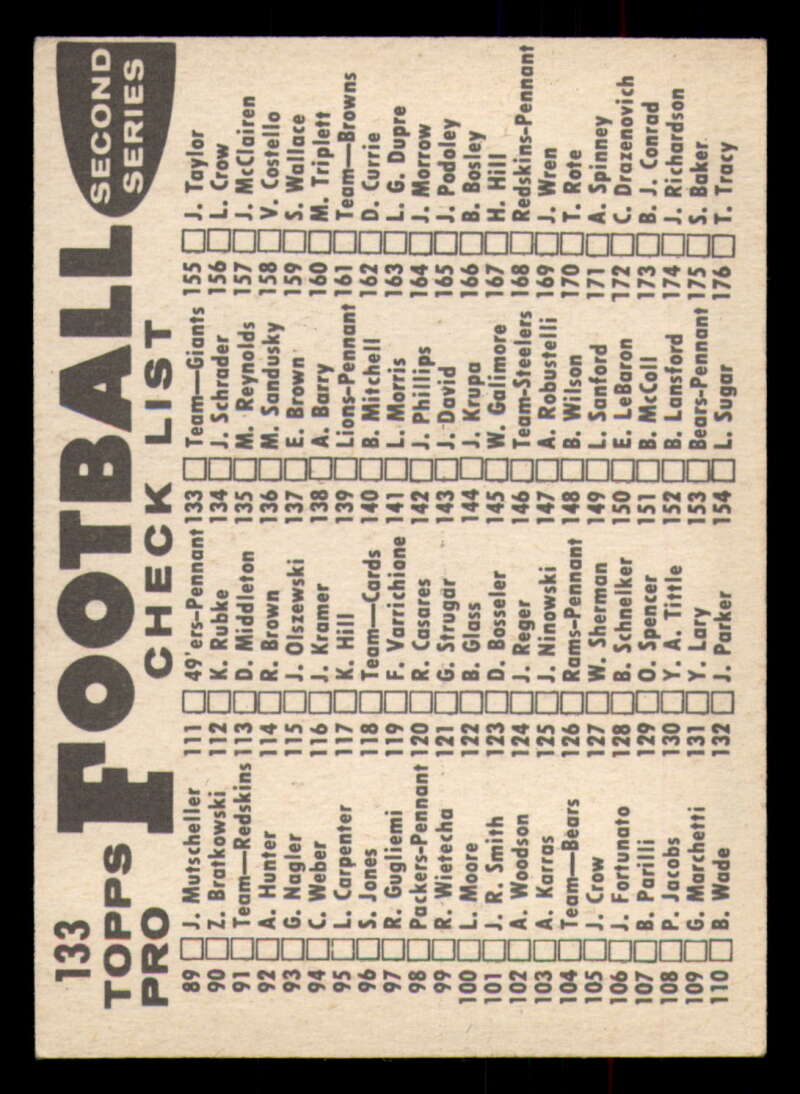 133
TOPPS FOOTBALL SECOND
PRO CHECK LIST SERIES
89 J. Mutscheller
90 Z. Bratkowski
91 Team—Redskins
92 A. Hunter
93 G. Nagler
94 C. Weber
95 L. Carpenter
96 S. Jones
97 R. Gugliemi
98 Packers-Pennant
99 R. Wietecha
100 L. Moore
101 J. R. Smith
102 A. Woodson
103 A. Karras
104 Team—Bears
105 J. Crow
106 J. Fortunato
107 B. Parilli
108 P. Jacobs
109 G. Marchetti
110 B. Wade
111 49'ers-Pennant
112 K. Rubke
113 D. Middleton
114 R. Brown
115 J. Olszewski
116 J. Kramer
117 K. Hill
118 Team—Cards
119 F. Varrichione
120 R. Casares
121 G. Strugar
122 B. Glass
123 D. Bosseler
124 J. Reger
125 J. Ninowski
126 Rams-Pennant
127 W. Sherman
128 B. Schnelker
129 O. Spencer
130 Y. A. Tittle
131 Y. Lary
132 J. Parker
133 Team—Giants
134 J. Schrader
135 M. Reynolds
136 M. Sandusky
137 E. Brown
138 A. Barry
139 Lions-Pennant
140 B. Mitchell
141 L. Morris
142 J. Phillips
143 J. David
144 J. Krupa
145 W. Galimore
146 Team-Steelers
147 A. Robustelli
148 B. Wilson
149 L. Sanford
150 E. LeBaron
151 B. McColl
152 B. Lansford
153 Bears-Pennant
154 L. Sugar
155 J. Taylor
156 L. Crow
157 J. McClairen
158 V. Costello
159 S. Wallace
160 M. Triplett
161 Team—Browns
162 D. Currie
163 L. G. Dupre
164 J. Morrow
165 J. Podoley
166 B. Bosley
167 H. Hill
168 Redskins-Pennant
169 J. Wren
170 T. Rote
171 A. Spinney
172 C. Drazenovich
173 B. J. Conrad
174 J. Richardson
175 S. Baker
176 T. Tracy